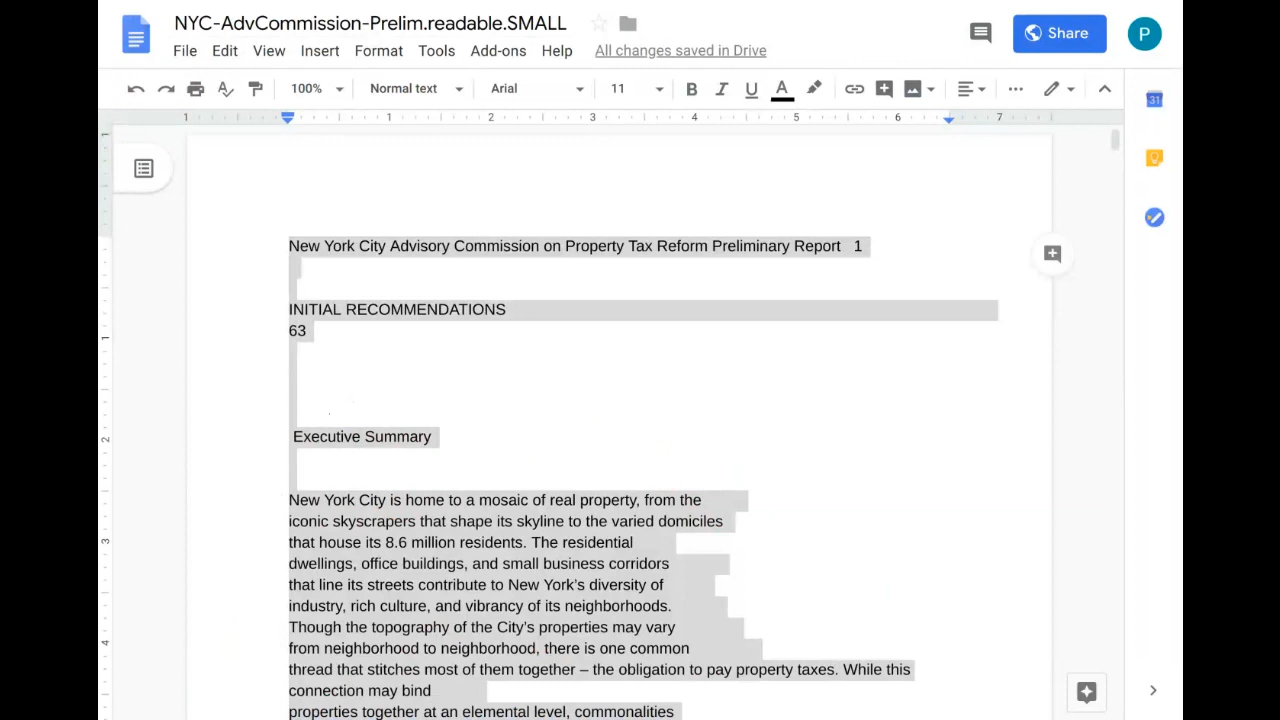 NYC-AdvCommission-Prelim.readable.SMALL
File Edit View Insert Format Tools Add-ons Help All changes saved in Drive
Share
P
100% Normal text Arial 11 B I U A
1 1 2 3 4 5 6 7
31
New York City Advisory Commission on Property Tax Reform Preliminary Report 1
INITIAL RECOMMENDATIONS
63
Executive Summary
New York City is home to a mosaic of real property, from the
iconic skyscrapers that shape its skyline to the varied domiciles
that house its 8.6 million residents. The residential
dwellings, office buildings, and small business corridors
that line its streets contribute to New York's diversity of
industry, rich culture, and vibrancy of its neighborhoods.
Though the topography of the City's properties may vary
from neighborhood to neighborhood, there is one common
thread that stitches most of them together – the obligation to pay property taxes. While this
connection may bind
properties together at an elemental level, commonalities
1
1
2
3
4